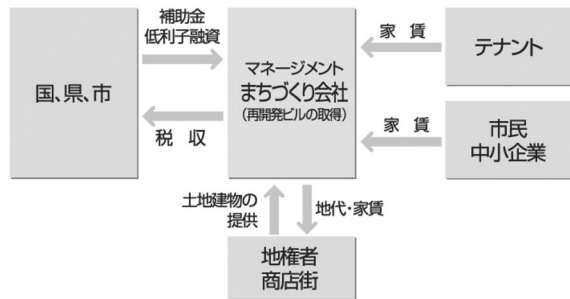 補助金
低利子融資
国、県、市
税 収
マネージメント
まちづくり会社
(再開発ビルの取得)
家 賃
テナント
家 賃
市民
中小企業
土地建物の
提供
地代・家賃
地権者
商店街